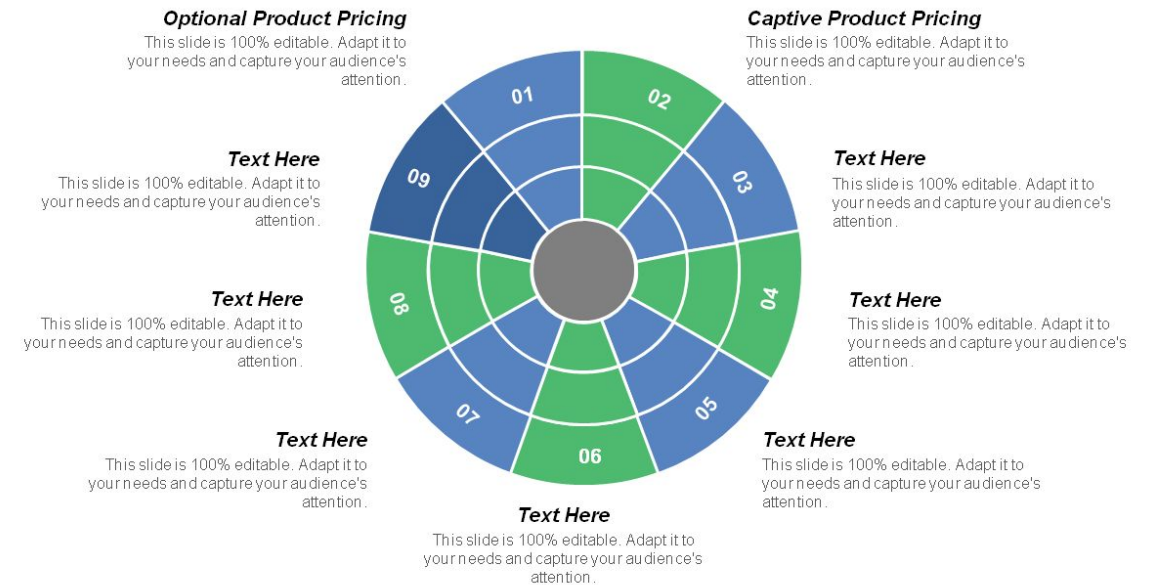 Optional Product Pricing
This slide is 100% editable. Adapt it to
your needs and capture your audience's
attention.
Captive Product Pricing
This slide is 100% editable. Adapt it to
your needs and capture your audience's
attention.
01
02
03
04
05
06
07
08
09
Text Here
This slide is 100% editable. Adapt it to
your needs and capture your audience's
attention.
Text Here
This slide is 100% editable. Adapt it to
your needs and capture your audience's
attention.
Text Here
This slide is 100% editable. Adapt it to
your needs and capture your audience's
attention.
Text Here
This slide is 100% editable. Adapt it to
your needs and capture your audience's
attention.
Text Here
This slide is 100% editable. Adapt it to
your needs and capture your audience's
attention.
Text Here
This slide is 100% editable. Adapt it to
your needs and capture your audience's
attention.
Text Here
This slide is 100% editable. Adapt it to
your needs and capture your audience's
attention.